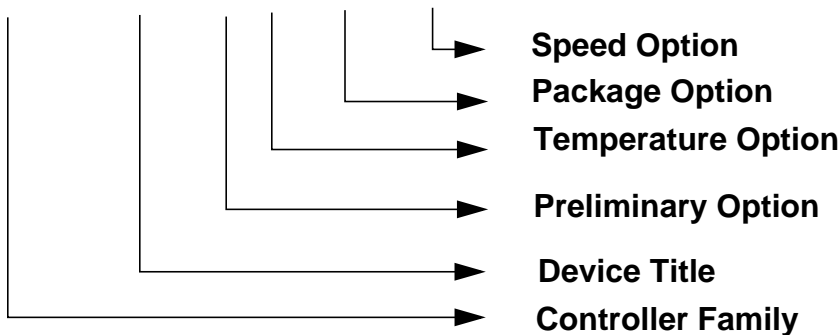 Speed Option
Package Option
Temperature Option
Preliminary Option
Device Title
Controller Family